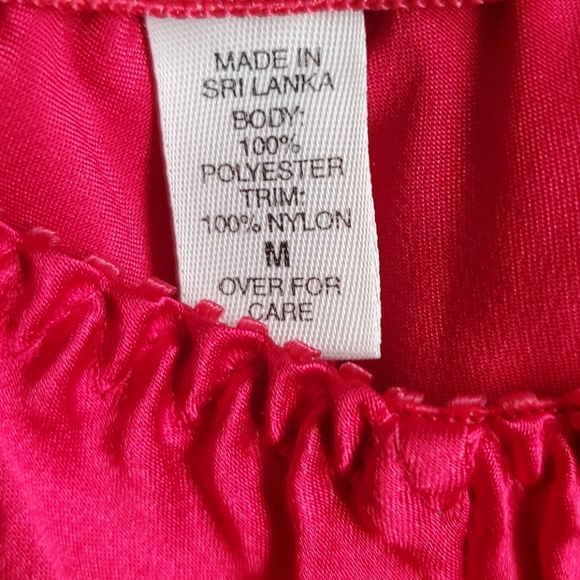 MADE IN
SRI LANKA
BODY:
100%
POLYESTER
TRIM:
100% NYLON
M
OVER FOR
CARE